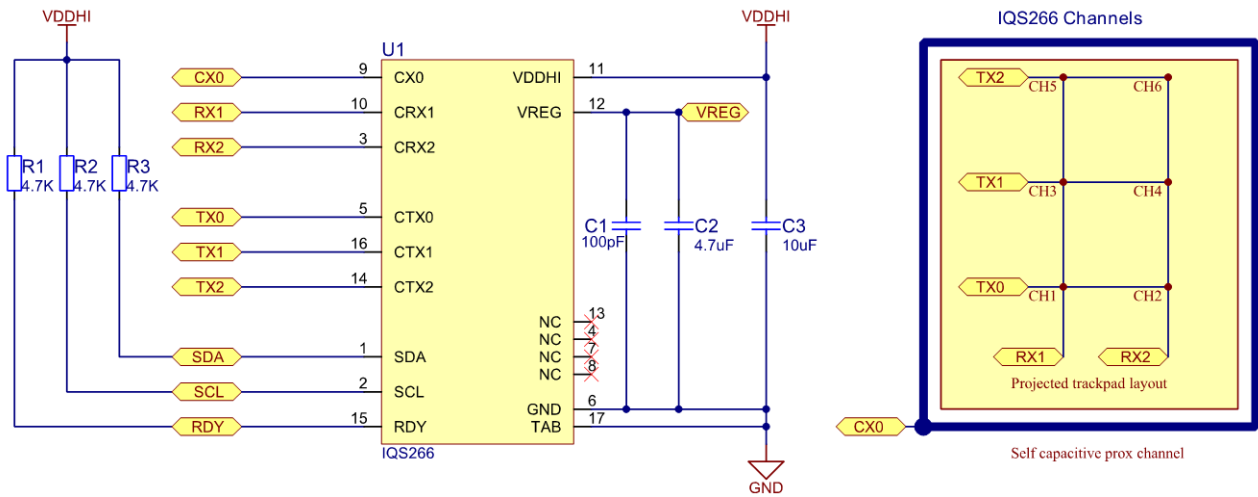 VDDHI
R1
4.7K
R2
4.7K
R3
4.7K
U1
CX0 9 CX0
RX1 10 CRX1
RX2 3 CRX2
TX0 5 CTX0
TX1 16 CTX1
TX2 14 CTX2
SDA 1 SDA
SCL 2 SCL
RDY 15 RDY
IQS266
VDDHI 11
VREG 12 VREG
NC 13
NC 4
NC 7
NC 8
GND 6
TAB 17
VDDHI
C1
100pF
C2
4.7uF
C3
10uF
GND
IQS266 Channels
TX2 CH5 CH6
TX1 CH3 CH4
TX0 CH1 CH2
RX1 RX2
Projected trackpad layout
CX0
Self capacitive prox channel